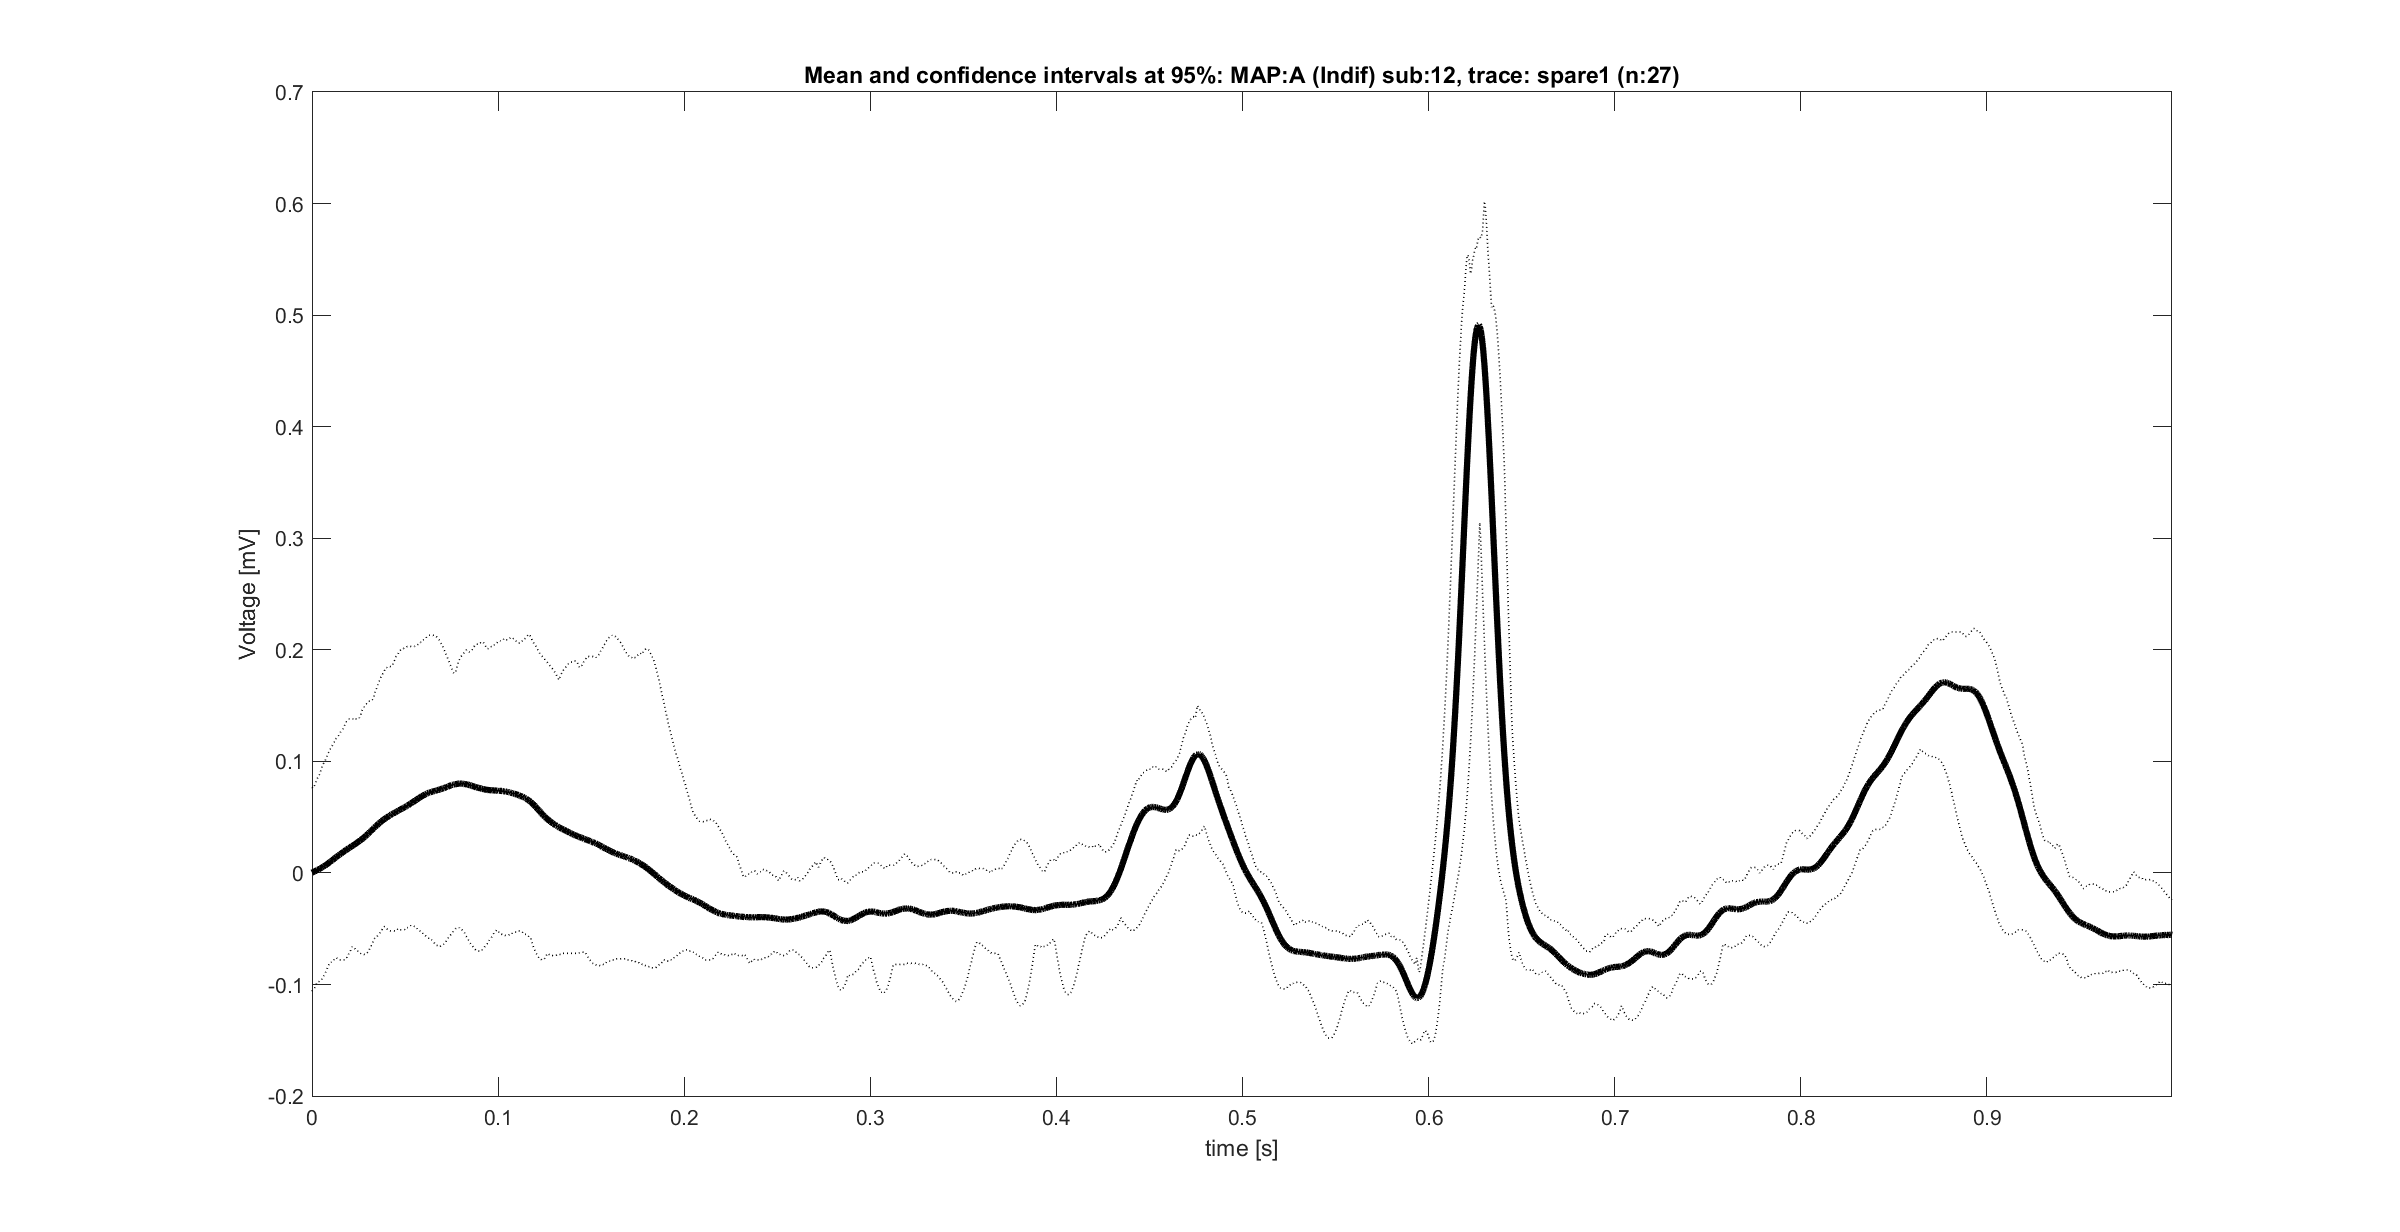 Mean and confidence intervals at 95%: MAP:A (Indif) sub:12, trace: spare1 (n:27)
0.7
0.6
0.5
0.4
0.3
0.2
0.1
0
-0.1
-0.2
Voltage [mV]
0 0.1 0.2 0.3 0.4 0.5 0.6 0.7 0.8 0.9
time [s]